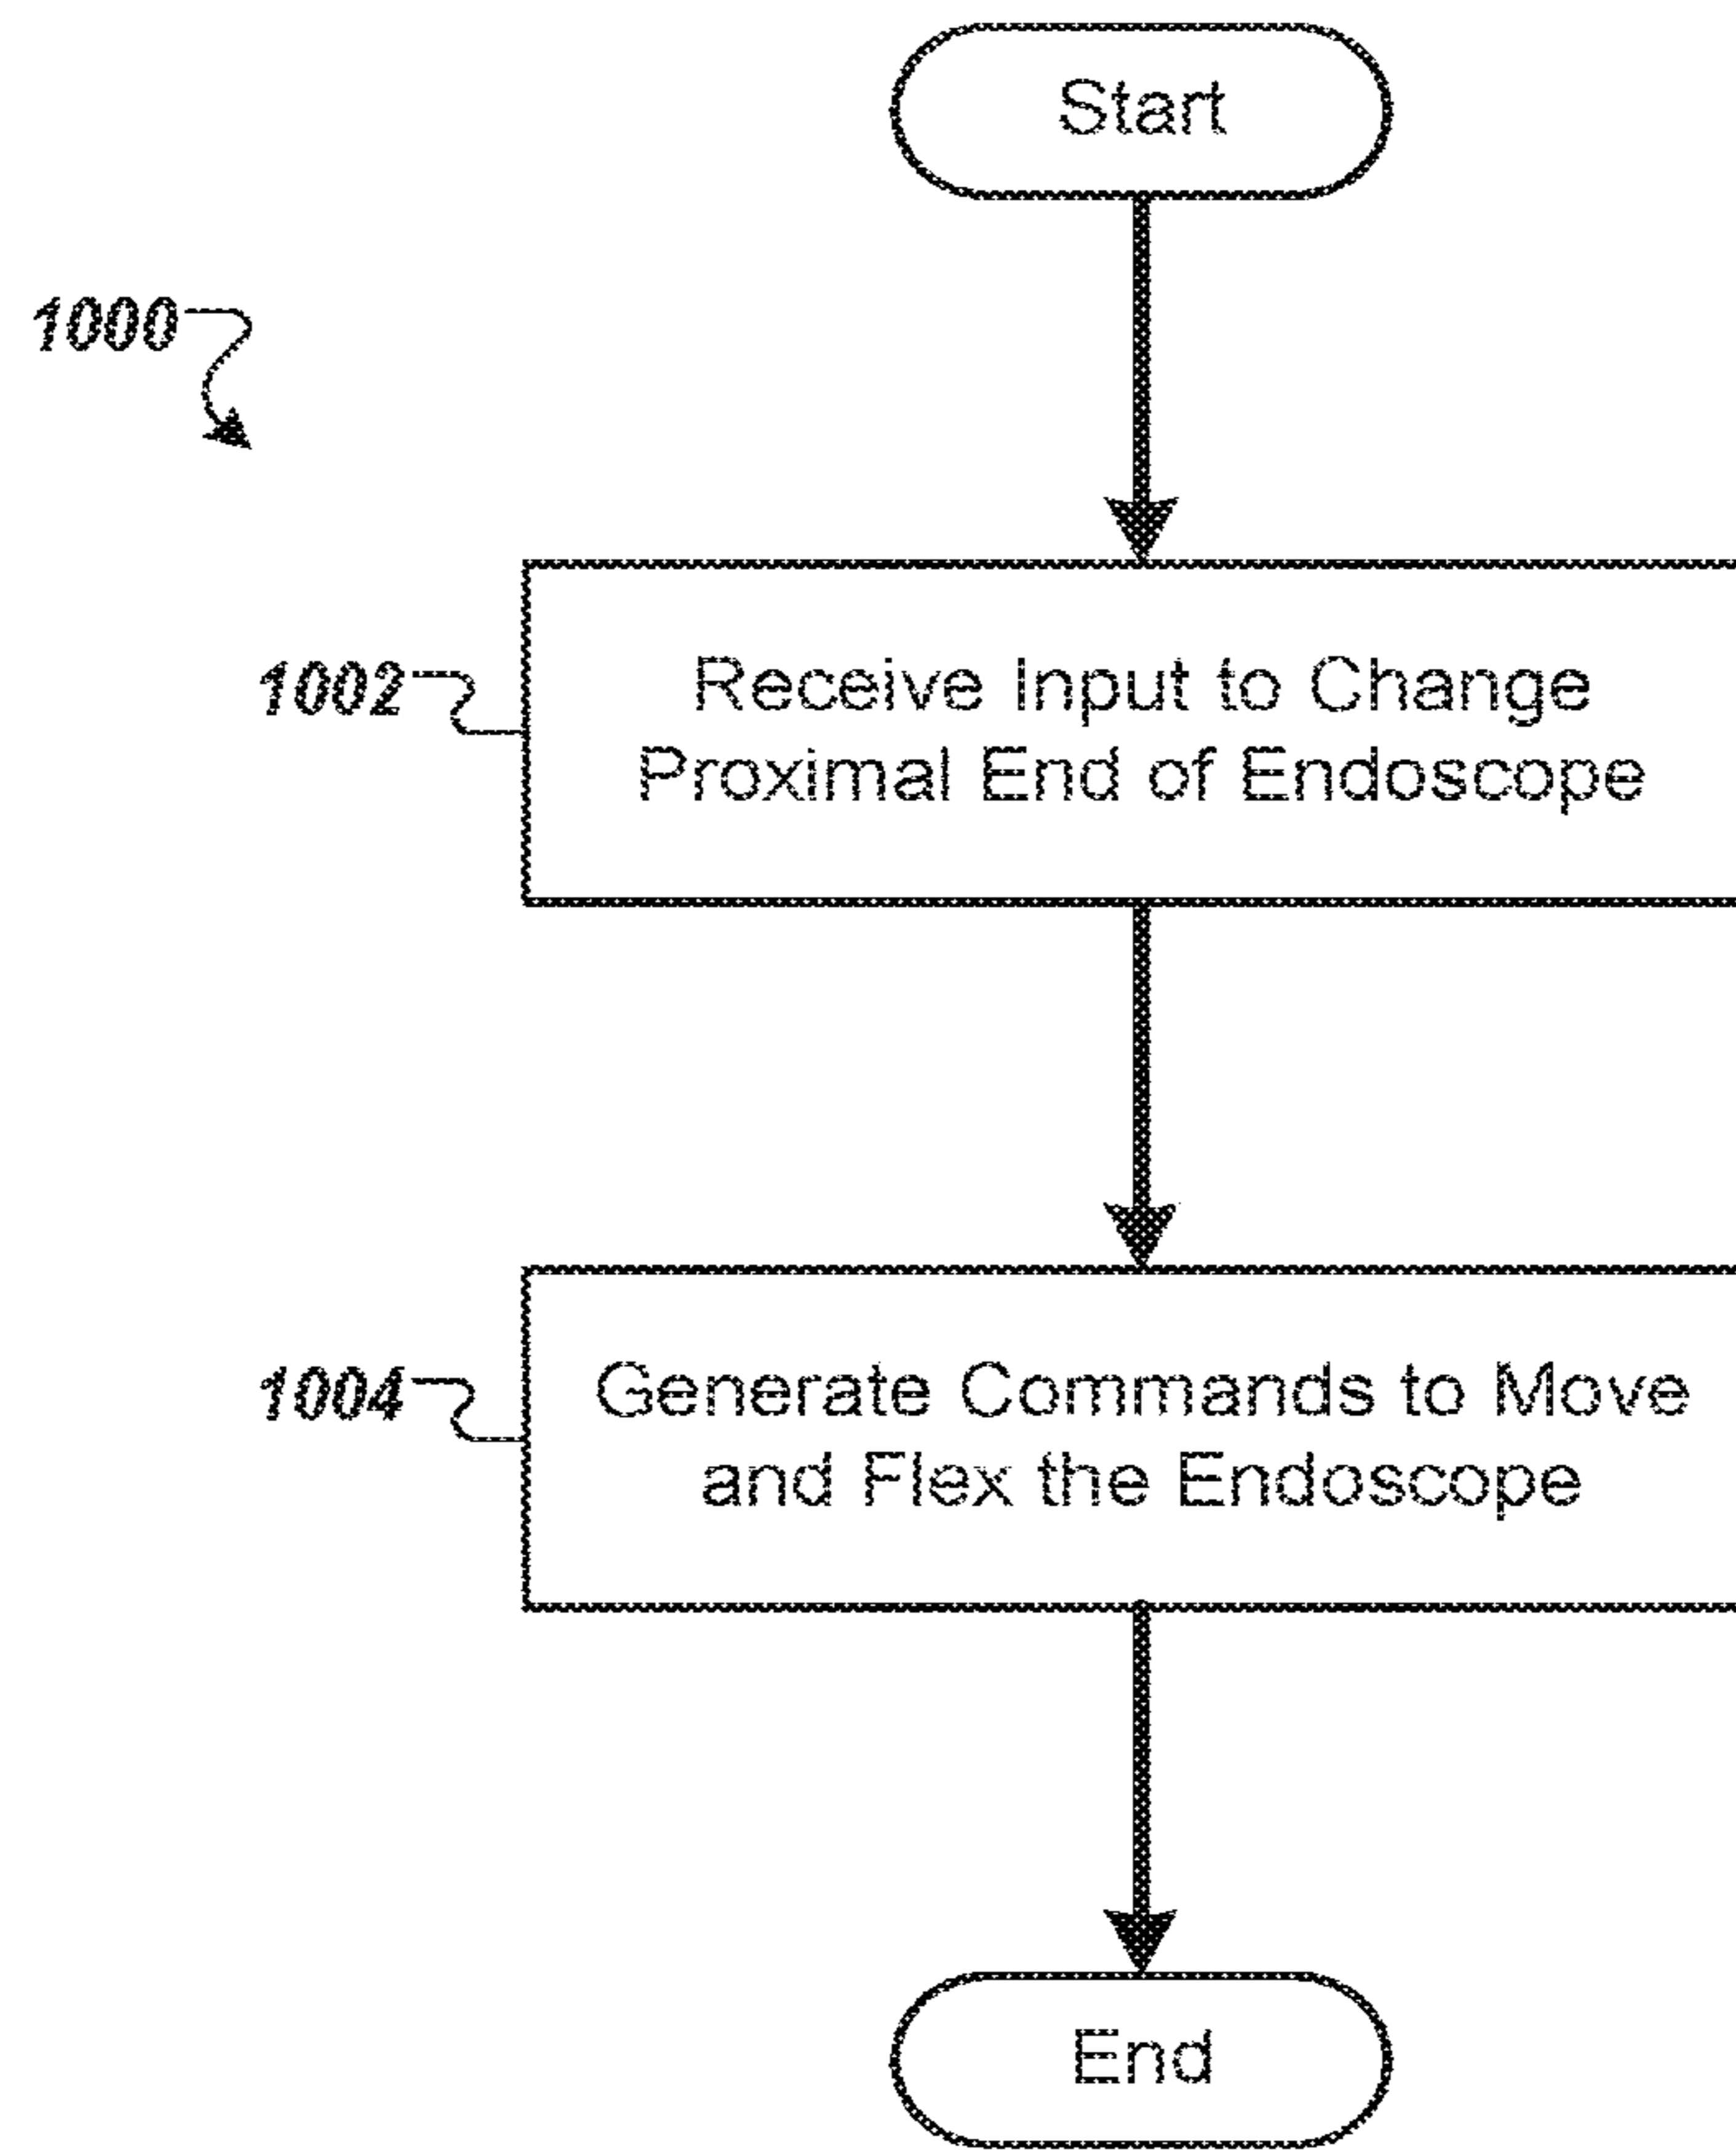 Start
1000
1002
Receive Input to Change
Proximal End of Endoscope
1004
Generate Commands to Move
and Flex the Endoscope
End